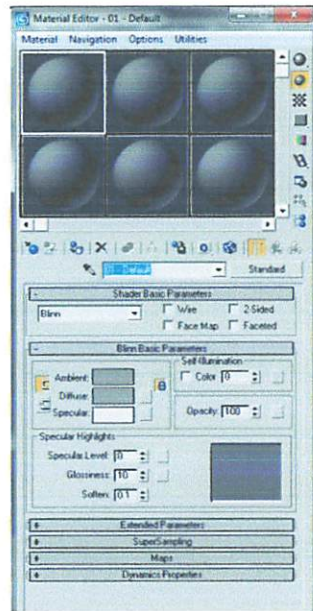 Material Editor - 01 - Default
Material Navigation Options Utilities
01 - Default Standard
Shader Basic Parameters
Blinn Wire 2-Sided
Face Map Faceted
Blinn Basic Parameters
Self-Illumination
Ambient: Color 0
Diffuse:
Specular: Opacity: 100
Specular Highlights
Specular Level: 0
Glossiness: 10
Soften: 0.1
Extended Parameters
SuperSampling
Maps
Dynamics Properties